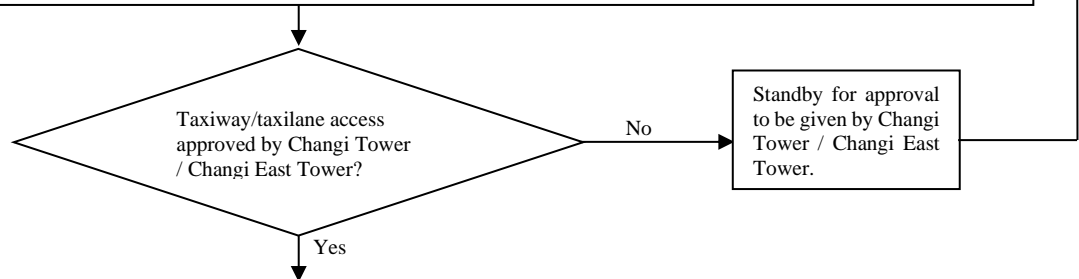 Taxiway/taxilane access
approved by Changi Tower
/ Changi East Tower?
No
Standby for approval
to be given by Changi
Tower / Changi East
Tower.
Yes